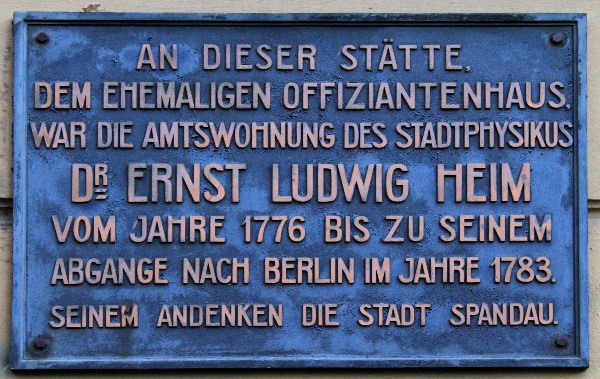 AN DIESER STÄTTE,
DEM EHEMALIGEN OFFIZIANTENHAUS,
WAR DIE AMTSWOHNUNG DES STADTPHYSIKUS
DR. ERNST LUDWIG HEIM
VOM JAHRE 1776 BIS ZU SEINEM
ABGANGE NACH BERLIN IM JAHRE 1783.
SEINEM ANDENKEN DIE STADT SPANDAU.